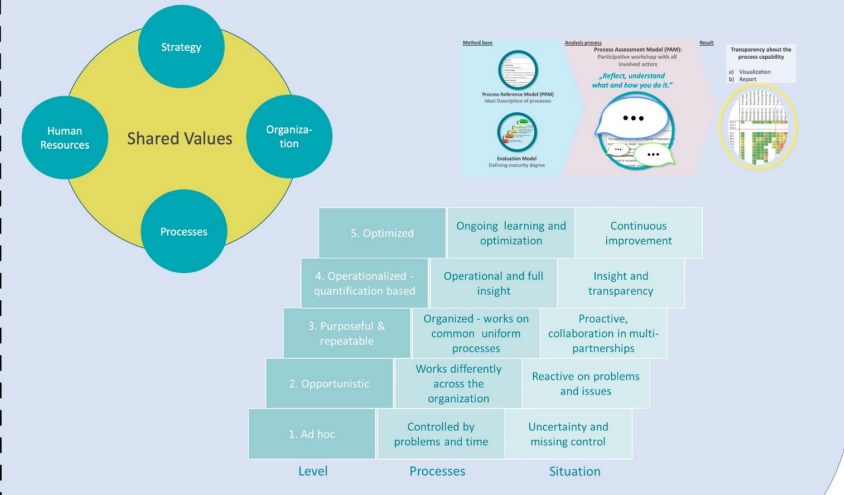 Strategy
Human
Resources
Shared Values
Organiza-
tion
Processes
Method base
Process Reference Model (PRM)
Ideal Description of processes
Evaluation Model
Defining maturity degree
Analysis process
Process Assessment Model (PAM):
Participative workshop with all
involved actors
„Reflect, understand
what and how you do it.“
Result
Transparency about the
process capability
a) Visualization
b) Report
5. Optimized
Ongoing learning and
optimization
Continuous
improvement
4. Operationalized -
quantification based
Operational and full
insight
Insight and
transparency
3. Purposeful &
repeatable
Organized - works on
common uniform
processes
Proactive,
collaboration in multi-
partnerships
2. Opportunistic
Works differently
across the
organization
Reactive on problems
and issues
1. Ad hoc
Controlled by
problems and time
Uncertainty and
missing control
Level
Processes
Situation